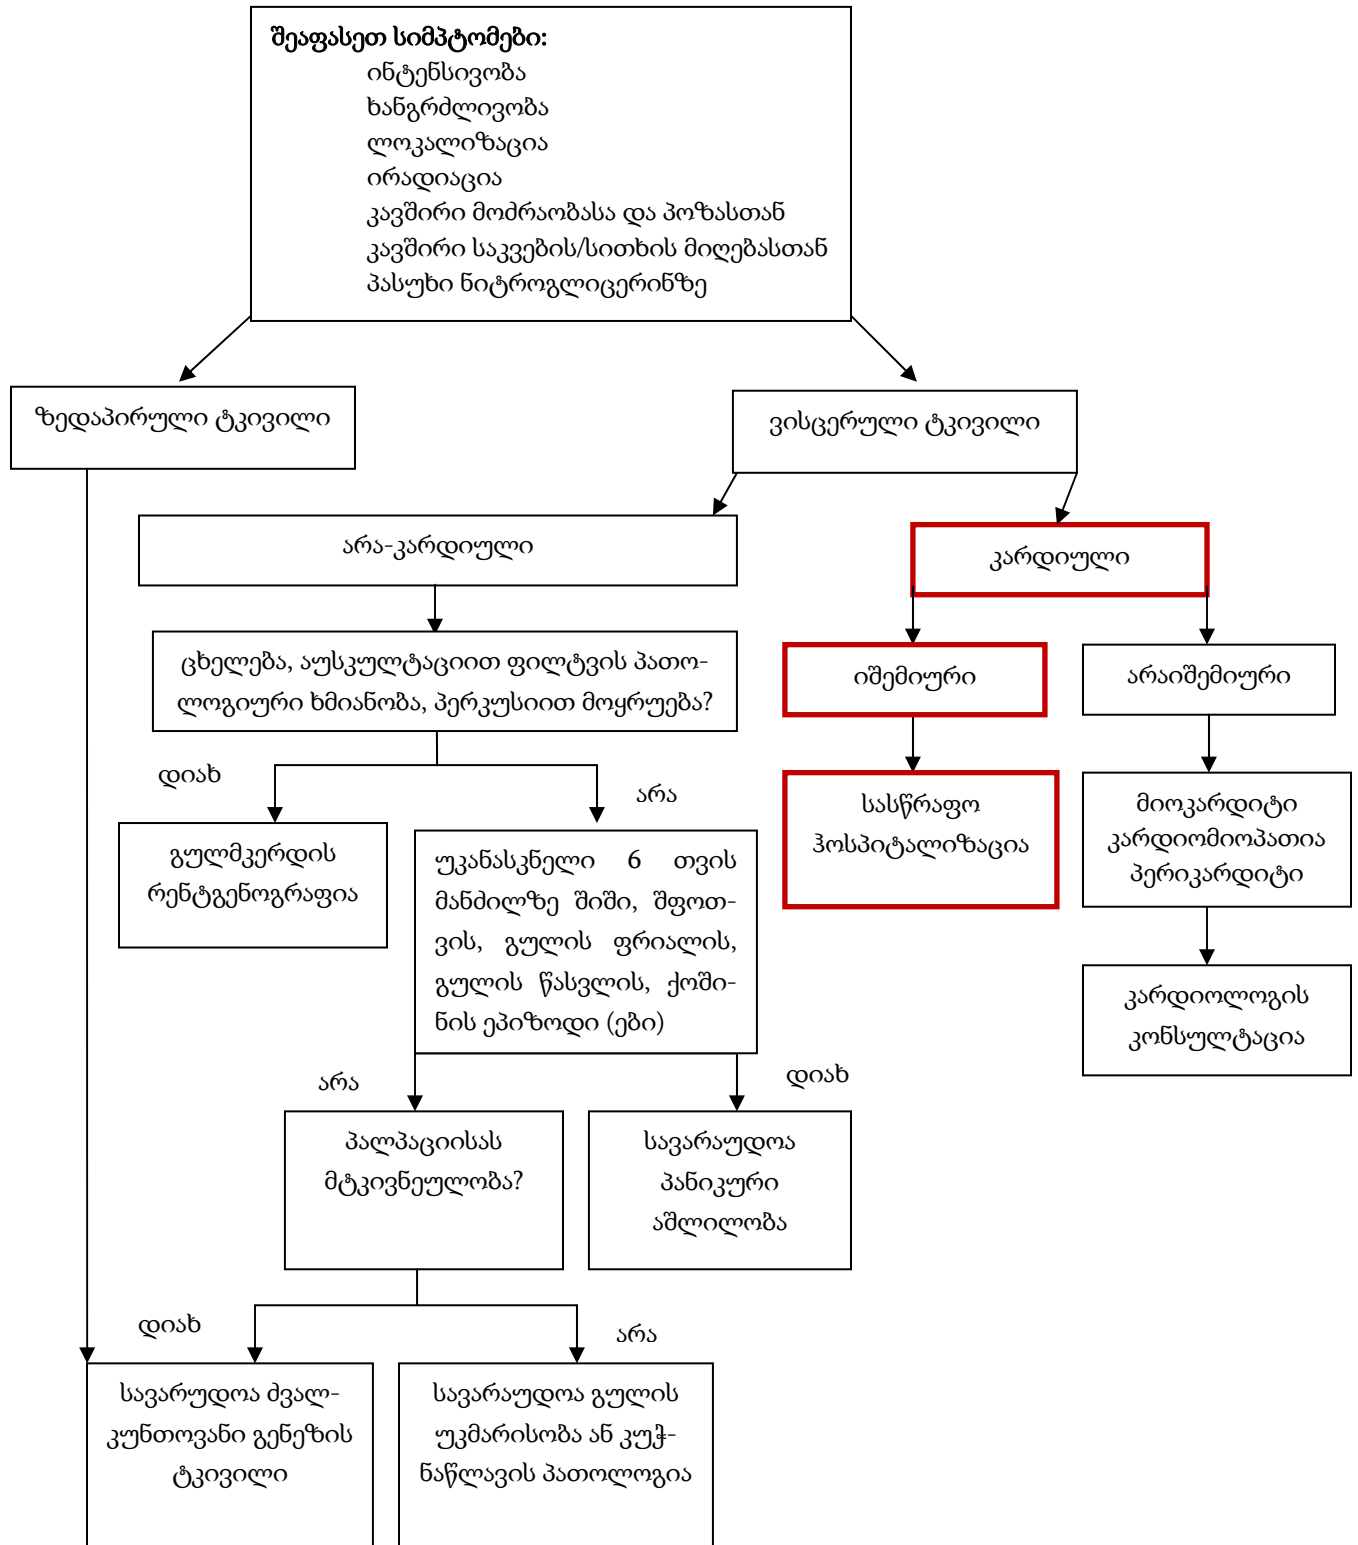 შეაფასეთ სიმპტომები:
ინტენსივობა
ხანგრძლივობა
ლოკალიზაცია
ირადიაცია
კავშირი მოძრაობასა და პოზასთან
კავშირი საკვების/სითხის მიღებასთან
პასუხი ნიტროგლიცერინზე
ზედაპირული ტკივილი
ვისცერული ტკივილი
არა-კარდიული
კარდიული
ცხელება, აუსკულტაციით ფილტვის პათო-
ლოგიური ხმიანობა, პერკუსიით მოყრუება?
იშემიური
არაიშემიური
დიახ
არა
გულმკერდის
რენტგენოგრაფია
უკანასკნელი 6 თვის
მანძილზე შიში, შფოთ-
ვის, გულის ფრიალის,
გულის წასვლის, ქოში-
ნის ეპიზოდი (ები)
სასწრაფო
ჰოსპიტალიზაცია
მიოკარდიტი
კარდიომიოპათია
პერიკარდიტი
კარდიოლოგის
კონსულტაცია
არა
დიახ
პალპაციისას
მტკივნეულობა?
სავარაუდოა
პანიკური
აშლილობა
დიახ
არა
სავარუდოა ძვალ-
კუნთოვანი გენეზის
ტკივილი
სავარაუდოა გულის
უკმარისობა ან კუჭ-
ნაწლავის პათოლოგია